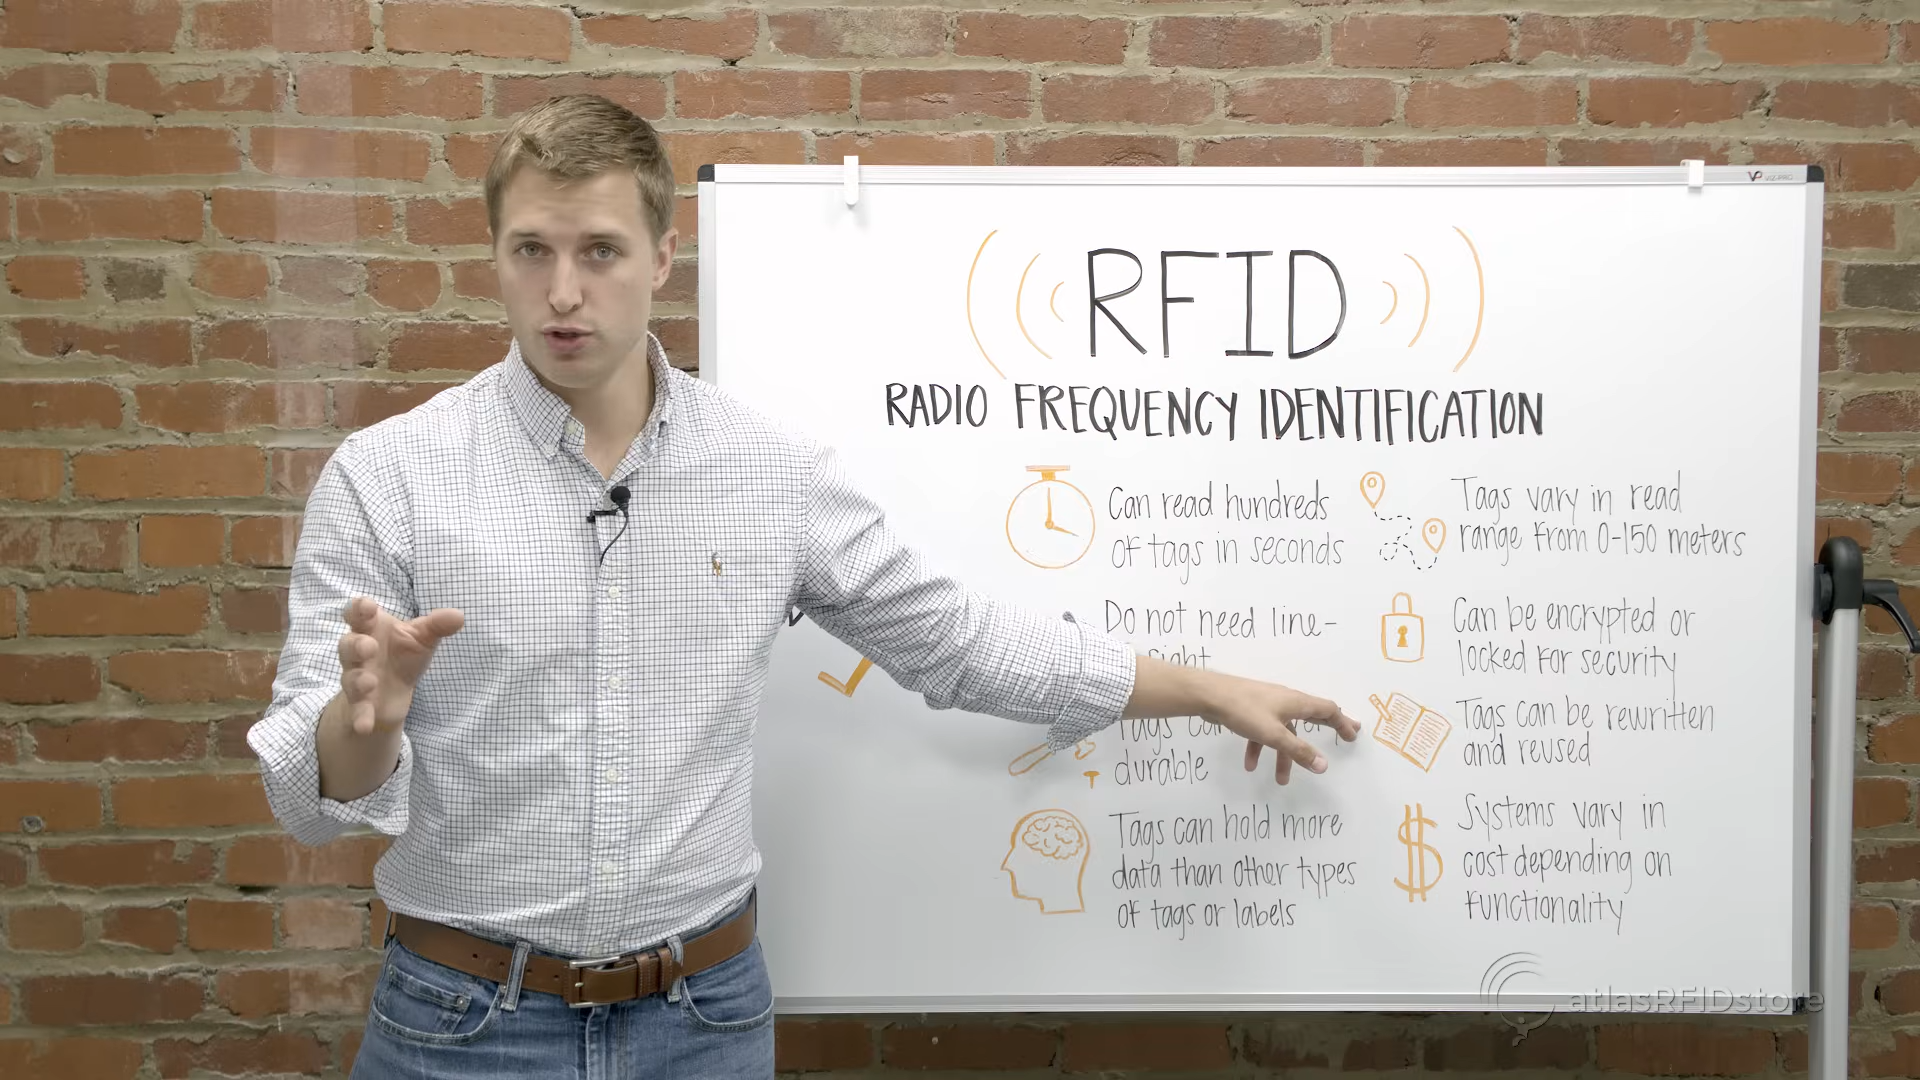 VIZ-PRO
RFID
RADIO FREQUENCY IDENTIFICATION
Can read hundreds
of tags in seconds
Do not need line-
Tags
durable
Tags can hold more
data than other types
of tags or labels
Tags vary in read
range from 0-150 meters
Can be encrypted or
locked for security
Tags can be rewritten
and reused
Systems vary in
cost depending on
functionality
atlasRFIDstore